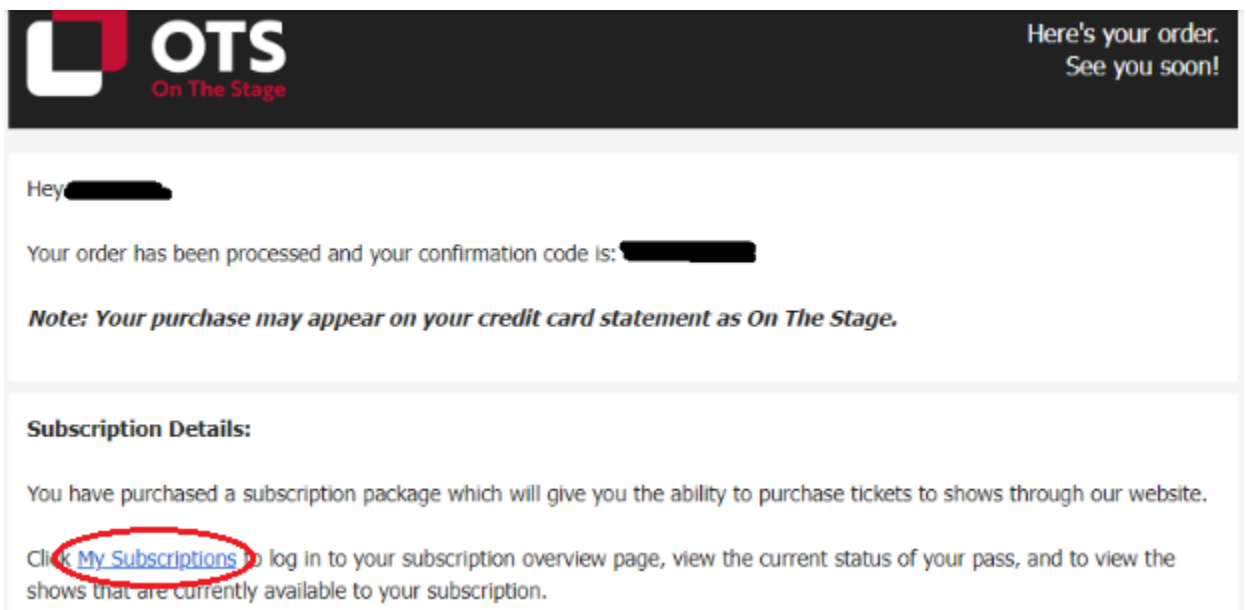 OTS
On The Stage
Here's your order.
See you soon!
Hey
Your order has been processed and your confirmation code is:
Note: Your purchase may appear on your credit card statement as On The Stage.
Subscription Details:
You have purchased a subscription package which will give you the ability to purchase tickets to shows through our website.
Click My Subscriptions to log in to your subscription overview page, view the current status of your pass, and to view the
shows that are currently available to your subscription.